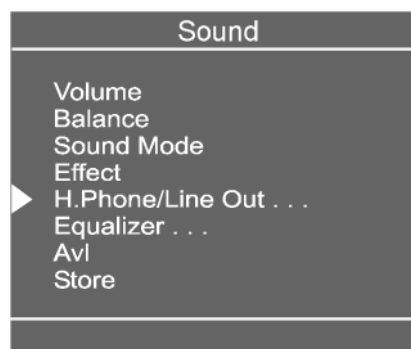 Sound
Volume
Balance
Sound Mode
Effect
H.Phone/Line Out . . .
Equalizer . . .
Avl
Store